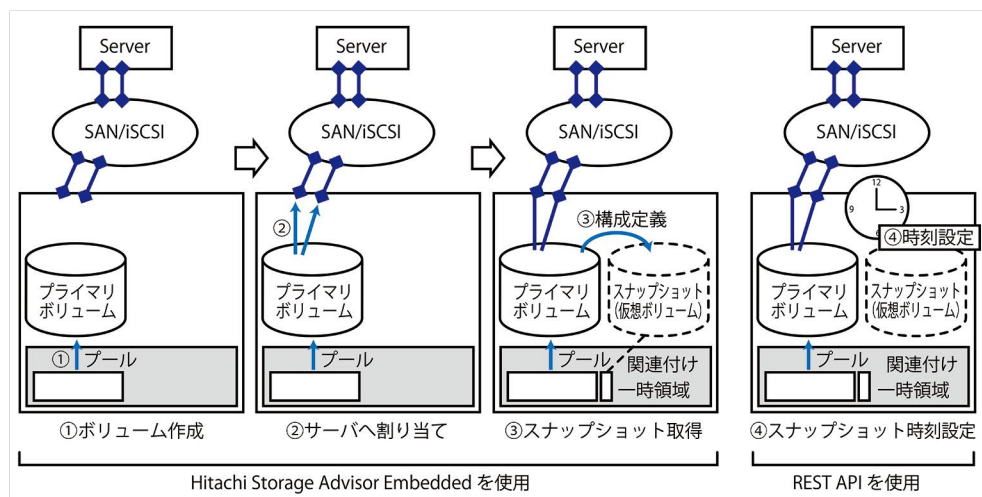 Server
SAN/iSCSI
プライマリ
ボリューム
①
プール
①ボリューム作成
Server
SAN/iSCSI
②
プライマリ
ボリューム
プール
②サーバへ割り当て
Server
SAN/iSCSI
③構成定義
プライマリ
ボリューム
スナップショット
(仮想ボリューム)
プール
関連付け
一時領域
③スナップショット取得
Hitachi Storage Advisor Embedded を使用
Server
SAN/iSCSI
12
9
3
④時刻設定
プライマリ
ボリューム
スナップショット
(仮想ボリューム)
プール
関連付け
一時領域
④スナップショット時刻設定
REST API を使用